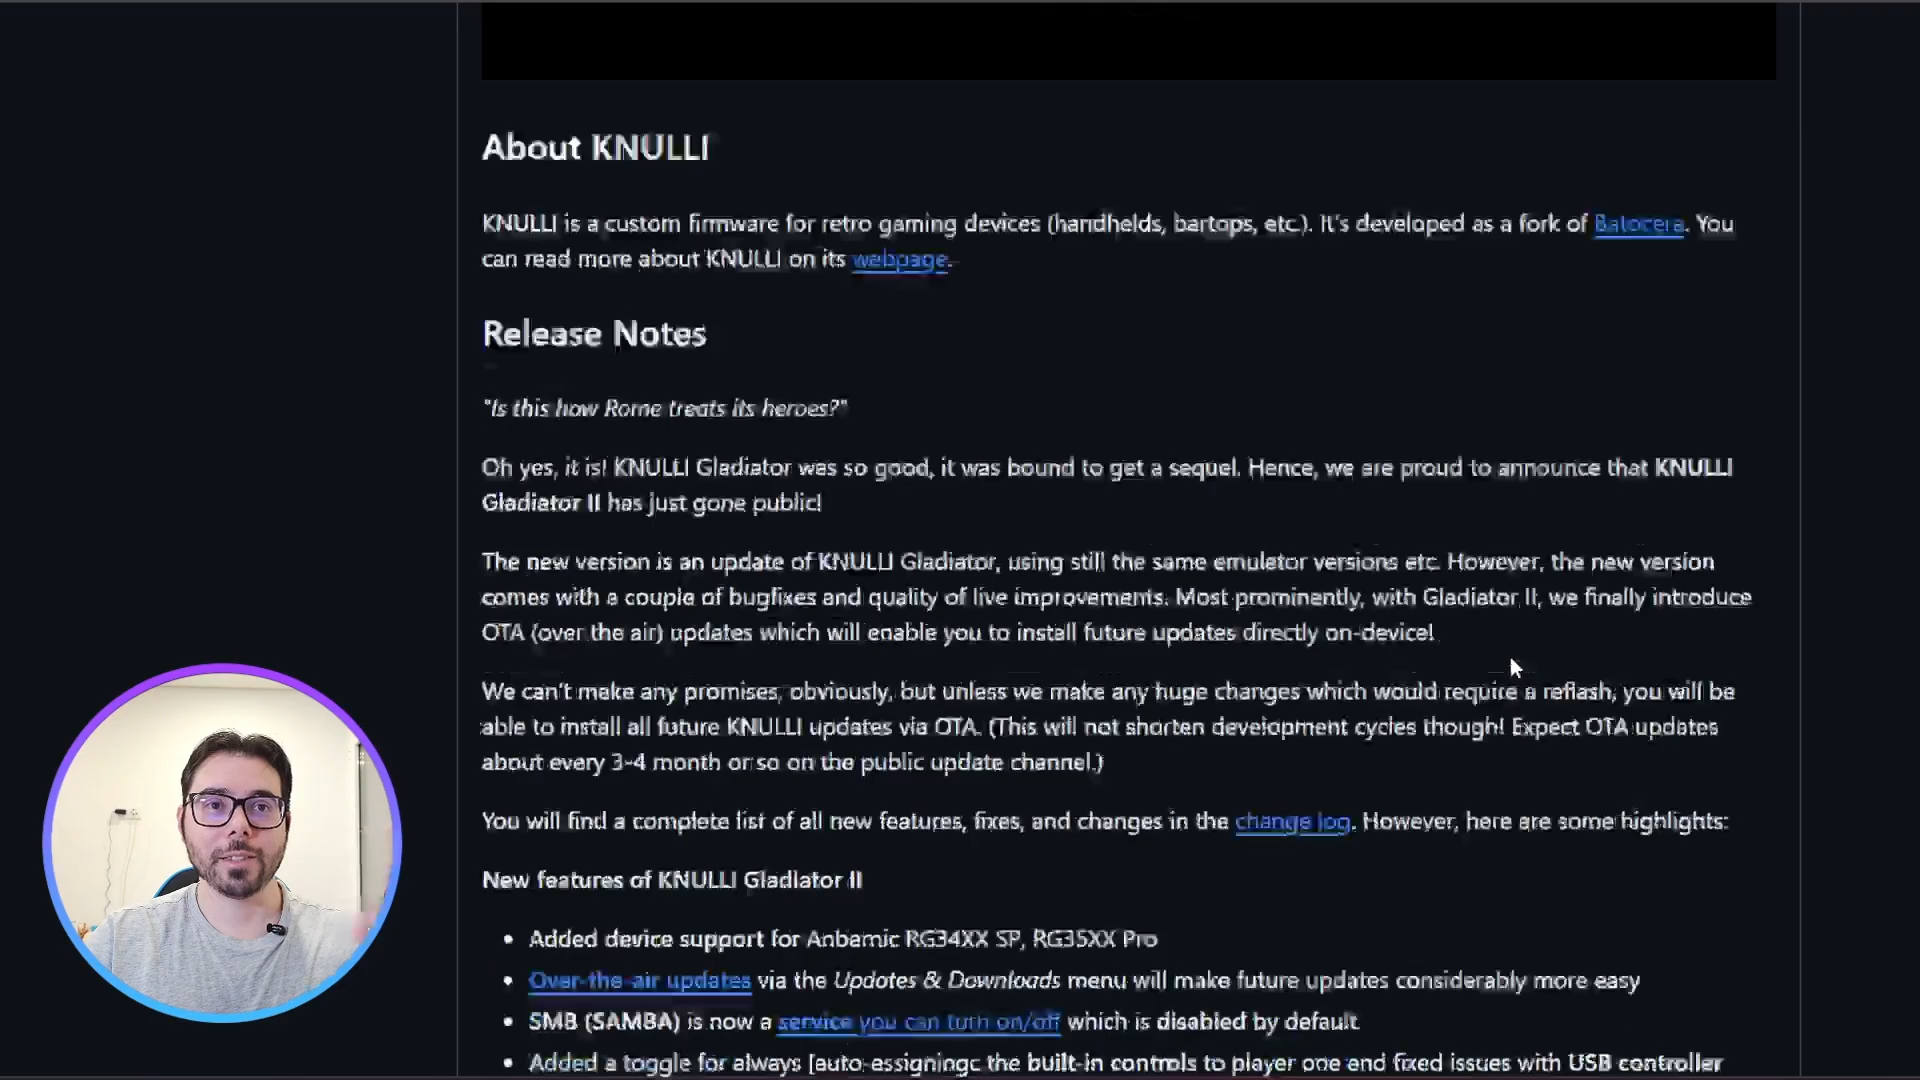 About KNULLI
KNULLI is a custom firmware for retro gaming devices (handhelds, bartops, etc.). It's developed as a fork of Batocera. You
can read more about KNULLI on its webpage.
Release Notes
"Is this how Rome treats its heroes?"
Oh yes, it is! KNULLI Gladiator was so good, it was bound to get a sequel. Hence, we are proud to announce that KNULLI
Gladiator II has just gone public!
The new version is an update of KNULLI Gladiator, using still the same emulator versions etc. However, the new version
comes with a couple of bugfixes and quality of live improvements. Most prominently, with Gladiator II, we finally introduce
OTA (over the air) updates which will enable you to install future updates directly on-device!
We can't make any promises, obviously, but unless we make any huge changes which would require a reflash, you will be
able to install all future KNULLI updates via OTA. (This will not shorten development cycles though! Expect OTA updates
about every 3-4 month or so on the public update channel.)
You will find a complete list of all new features, fixes, and changes in the change log. However, here are some highlights:
New features of KNULLI Gladiator II
• Added device support for Anbernic RG34XX SP, RG35XX Pro
• Over-the-air updates via the Updates & Downloads menu will make future updates considerably more easy
• SMB (SAMBA) is now a service you can turn on/off which is disabled by default
• Added a toggle for always [auto-assigningc the built-in controls to player one and fixed issues with USB controller